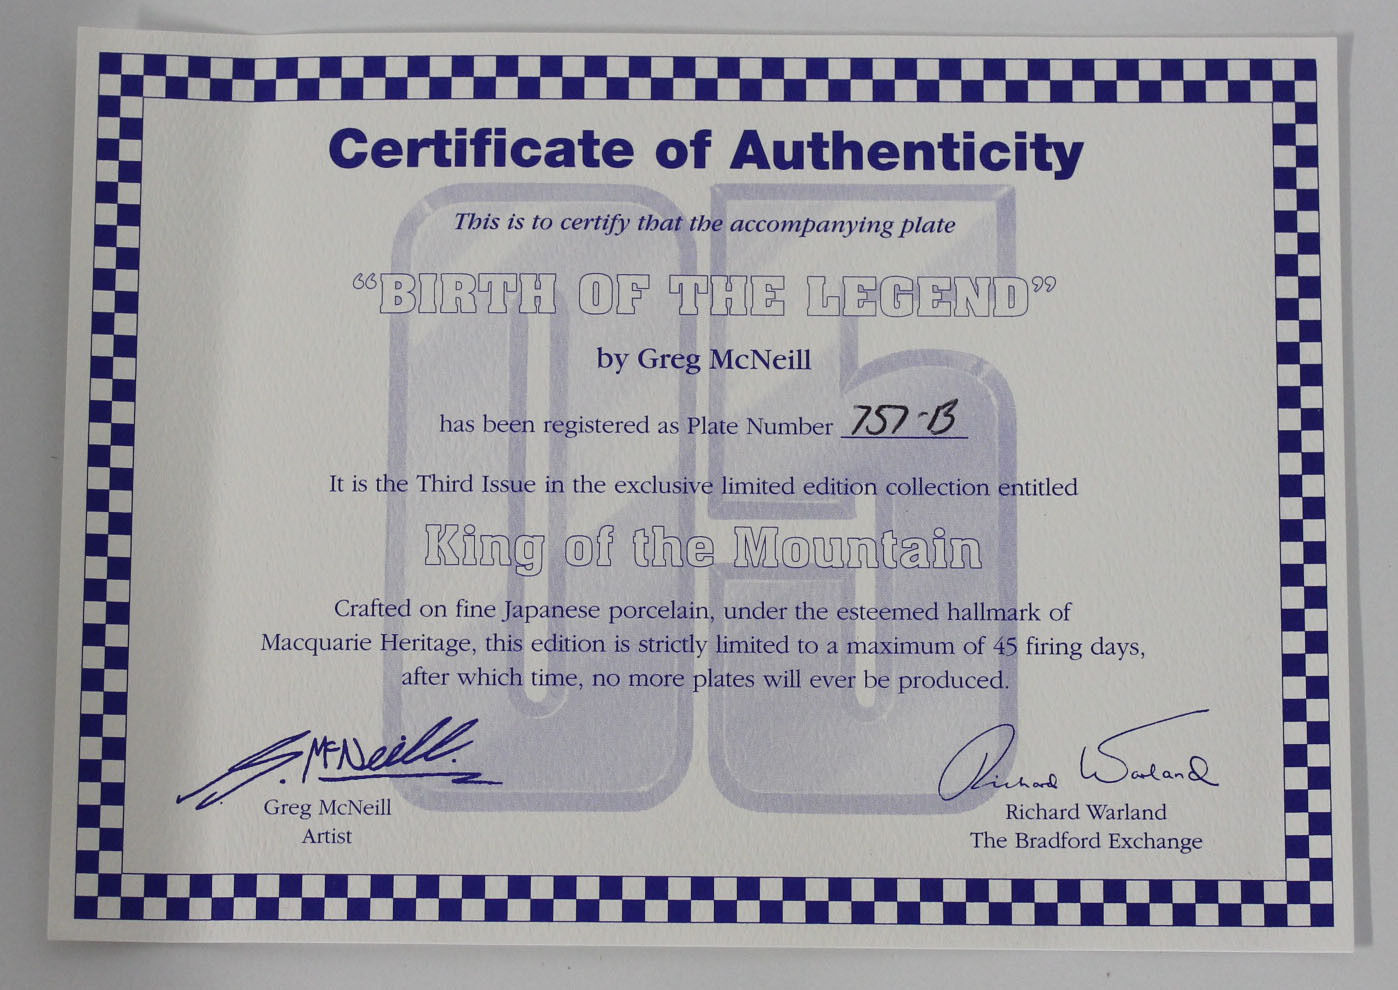 Certificate of Authenticity
This is to certify that the accompanying plate
“BIRTH OF THE LEGEND”
by Greg McNeill
has been registered as Plate Number 757-B
It is the Third Issue in the exclusive limited edition collection entitled
King of the Mountain
Crafted on fine Japanese porcelain, under the esteemed hallmark of
Macquarie Heritage, this edition is strictly limited to a maximum of 45 firing days,
after which time, no more plates will ever be produced.
G. McNeill.
Greg McNeill
Artist
Richard Warland
Richard Warland
The Bradford Exchange
05